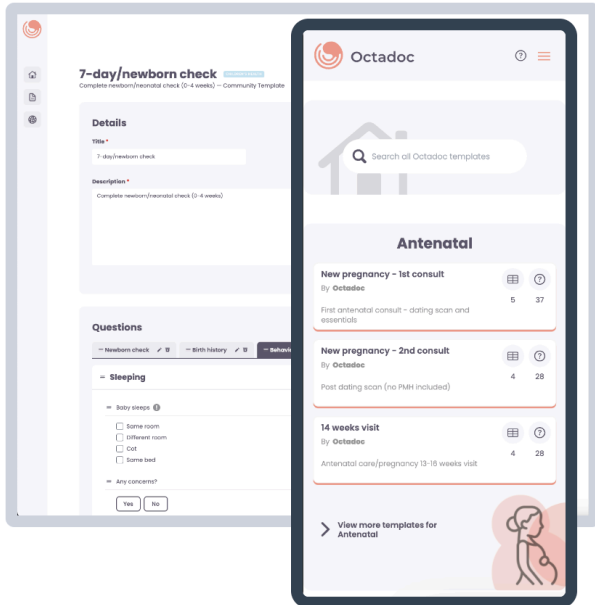 7-day/newborn check
Complete newborn/neonatal check (0-4 weeks) — Community Template
Details
Title *
7-day/newborn check
Description *
Complete newborn/neonatal check (0-4 weeks)
Questions
Newborn check
Birth history
Behavio
Sleeping
Baby sleeps
Same room
Different room
Cot
Same bed
Any concerns?
Yes No
Octadoc
Search all Octadoc templates
Antenatal
New pregnancy - 1st consult
By Octadoc
5 37
First antenatal consult - dating scan and
essentials
New pregnancy - 2nd consult
By Octadoc
4 28
Post dating scan (no PMH included)
14 weeks visit
By Octadoc
4 28
Antenatal care/pregnancy 13-16 weeks visit
View more templates for
Antenatal